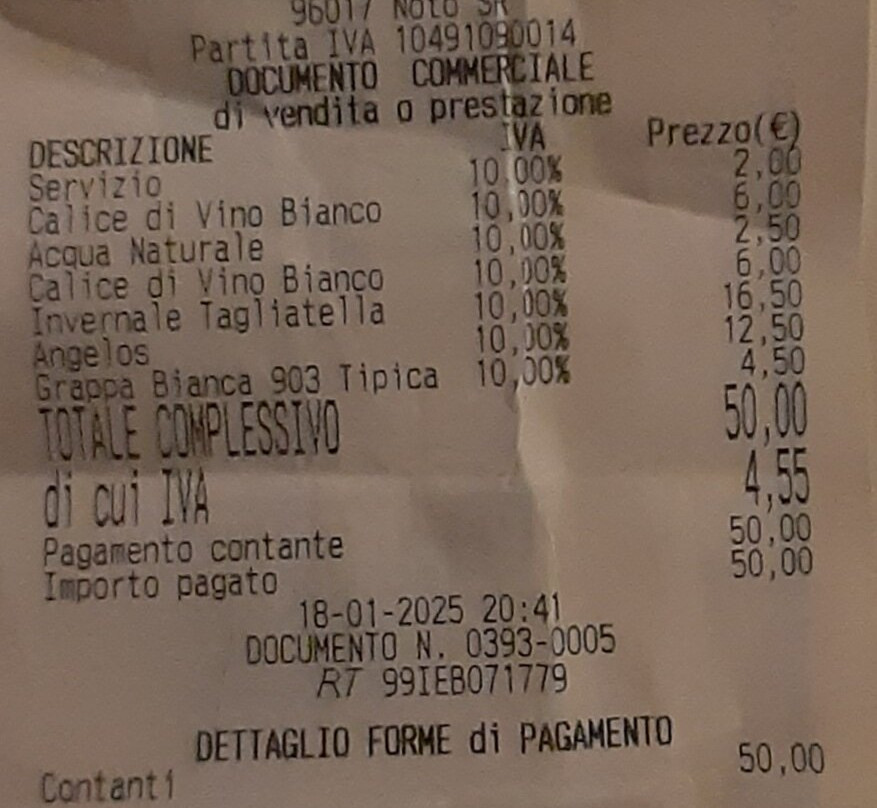 96017 Noto SR
Partita IVA 10491090014
DOCUMENTO COMMERCIALE
di vendita o prestazione
DESCRIZIONE IVA Prezzo(€)
Servizio 10,00% 2,00
Calice di Vino Bianco 10,00% 6,00
Acqua Naturale 10,00% 2,50
Calice di Vino Bianco 10,00% 6,00
Invernale Tagliatella 10,00% 16,50
Angelos 10,00% 12,50
Grappa Bianca 903 Tipica 10,00% 4,50
TOTALE COMPLESSIVO 50,00
di cui IVA 4,55
Pagamento contante 50,00
Importo pagato 50,00
18-01-2025 20:41
DOCUMENTO N. 0393-0005
RT 99IEB071779
DETTAGLIO FORME di PAGAMENTO
Contanti 50,00